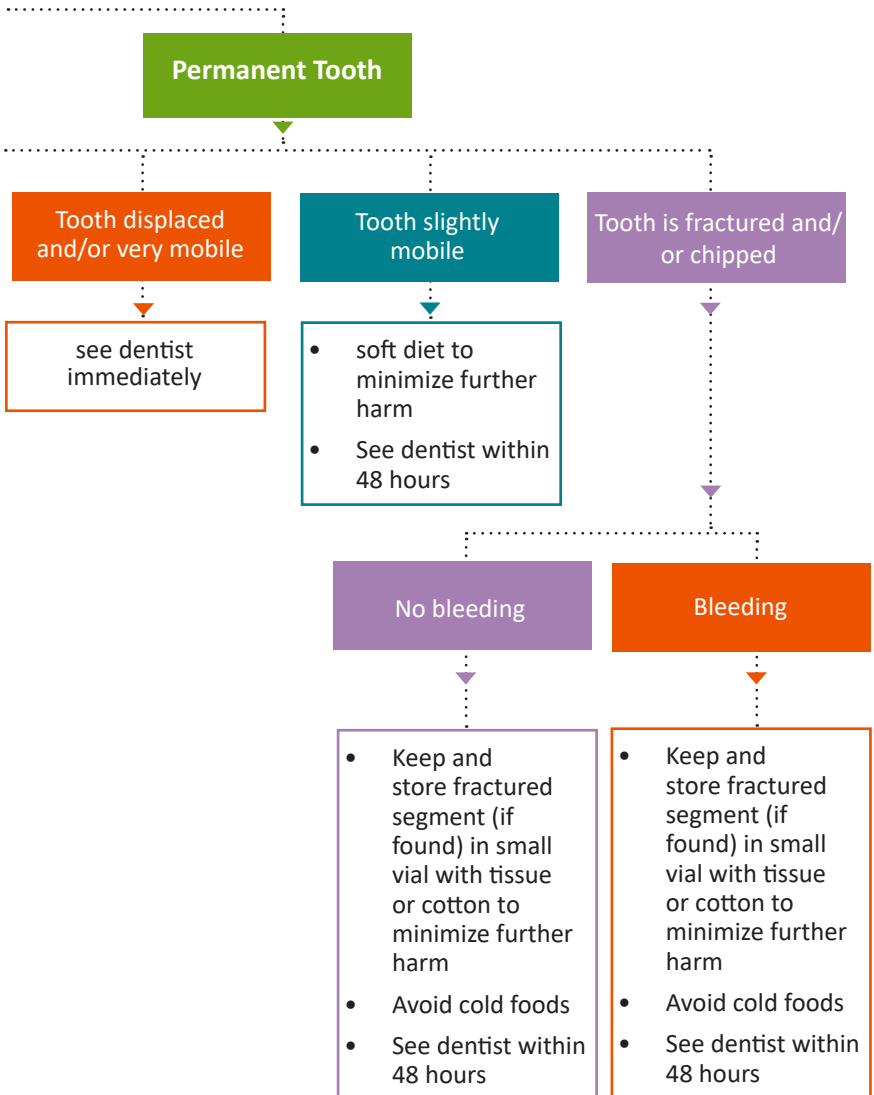 Permanent Tooth
Tooth displaced
and/or very mobile
see dentist
immediately
Tooth slightly
mobile
• soft diet to
minimize further
harm
• See dentist within
48 hours
Tooth is fractured and/
or chipped
No bleeding
• Keep and
store fractured
segment (if
found) in small
vial with tissue
or cotton to
minimize further
harm
• Avoid cold foods
• See dentist within
48 hours
Bleeding
• Keep and
store fractured
segment (if
found) in small
vial with tissue
or cotton to
minimize further
harm
• Avoid cold foods
• See dentist within
48 hours